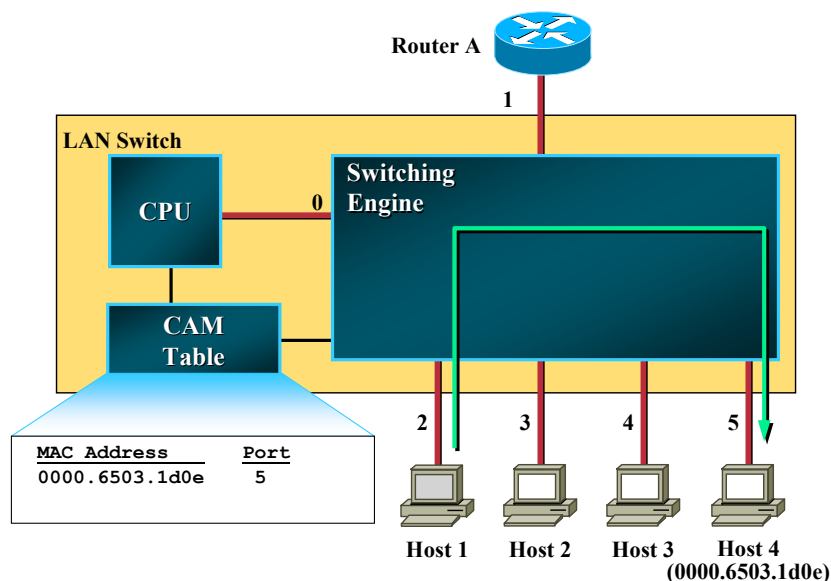 Router A
1
LAN Switch
CPU
0
Switching
Engine
CAM
Table
2
3
4
5
MAC Address Port
0000.6503.1d0e 5
Host 1
Host 2
Host 3
Host 4
(0000.6503.1d0e)